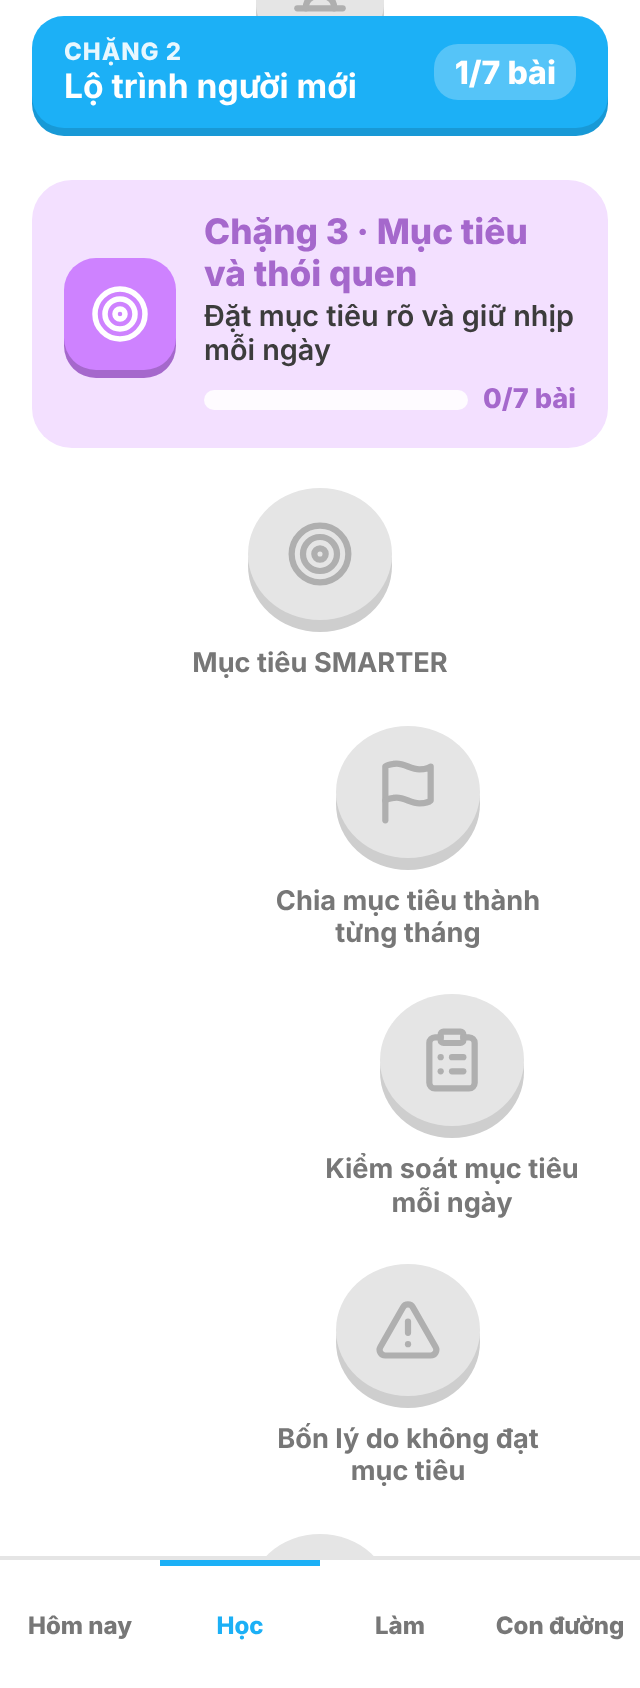 CHẶNG 2
Lộ trình người mới
1/7 bài
Chặng 3 · Mục tiêu
và thói quen
Đặt mục tiêu rõ và giữ nhịp
mỗi ngày
0/7 bài
Mục tiêu SMARTER
Chia mục tiêu thành
từng tháng
Kiểm soát mục tiêu
mỗi ngày
Bốn lý do không đạt
mục tiêu
Hôm nay
Học
Làm
Con đường